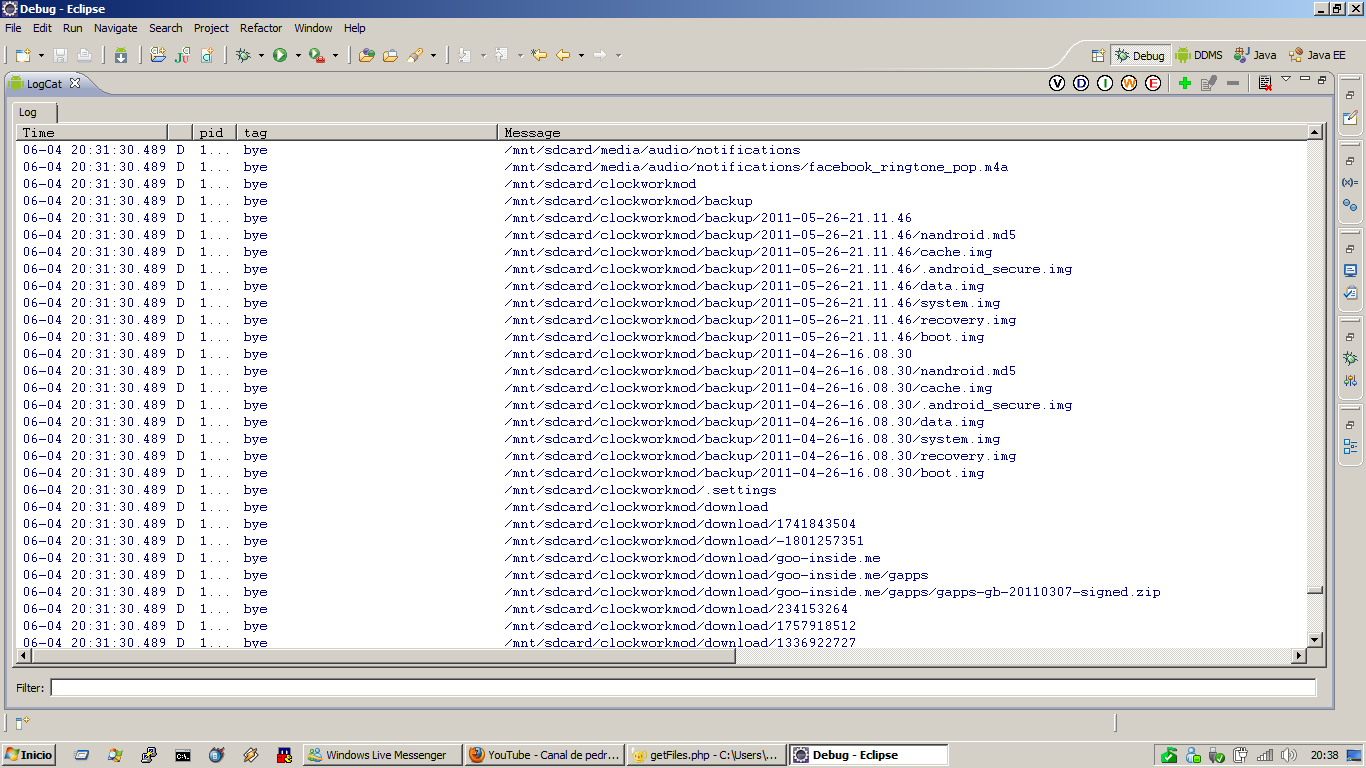 Debug - Eclipse
File Edit Run Navigate Search Project Refactor Window Help
Debug DDMS Java Java EE
LogCat
V D I W E
Log
Time pid tag Message
06-04 20:31:30.489 D 1... bye /mnt/sdcard/media/audio/notifications
06-04 20:31:30.489 D 1... bye /mnt/sdcard/media/audio/notifications/facebook_ringtone_pop.m4a
06-04 20:31:30.489 D 1... bye /mnt/sdcard/clockworkmod
06-04 20:31:30.489 D 1... bye /mnt/sdcard/clockworkmod/backup
06-04 20:31:30.489 D 1... bye /mnt/sdcard/clockworkmod/backup/2011-05-26-21.11.46
06-04 20:31:30.489 D 1... bye /mnt/sdcard/clockworkmod/backup/2011-05-26-21.11.46/nandroid.md5
06-04 20:31:30.489 D 1... bye /mnt/sdcard/clockworkmod/backup/2011-05-26-21.11.46/cache.img
06-04 20:31:30.489 D 1... bye /mnt/sdcard/clockworkmod/backup/2011-05-26-21.11.46/.android_secure.img
06-04 20:31:30.489 D 1... bye /mnt/sdcard/clockworkmod/backup/2011-05-26-21.11.46/data.img
06-04 20:31:30.489 D 1... bye /mnt/sdcard/clockworkmod/backup/2011-05-26-21.11.46/system.img
06-04 20:31:30.489 D 1... bye /mnt/sdcard/clockworkmod/backup/2011-05-26-21.11.46/recovery.img
06-04 20:31:30.489 D 1... bye /mnt/sdcard/clockworkmod/backup/2011-05-26-21.11.46/boot.img
06-04 20:31:30.489 D 1... bye /mnt/sdcard/clockworkmod/backup/2011-04-26-16.08.30
06-04 20:31:30.489 D 1... bye /mnt/sdcard/clockworkmod/backup/2011-04-26-16.08.30/nandroid.md5
06-04 20:31:30.489 D 1... bye /mnt/sdcard/clockworkmod/backup/2011-04-26-16.08.30/cache.img
06-04 20:31:30.489 D 1... bye /mnt/sdcard/clockworkmod/backup/2011-04-26-16.08.30/.android_secure.img
06-04 20:31:30.489 D 1... bye /mnt/sdcard/clockworkmod/backup/2011-04-26-16.08.30/data.img
06-04 20:31:30.489 D 1... bye /mnt/sdcard/clockworkmod/backup/2011-04-26-16.08.30/system.img
06-04 20:31:30.489 D 1... bye /mnt/sdcard/clockworkmod/backup/2011-04-26-16.08.30/recovery.img
06-04 20:31:30.489 D 1... bye /mnt/sdcard/clockworkmod/backup/2011-04-26-16.08.30/boot.img
06-04 20:31:30.489 D 1... bye /mnt/sdcard/clockworkmod/.settings
06-04 20:31:30.489 D 1... bye /mnt/sdcard/clockworkmod/download
06-04 20:31:30.489 D 1... bye /mnt/sdcard/clockworkmod/download/1741843504
06-04 20:31:30.489 D 1... bye /mnt/sdcard/clockworkmod/download/-1801257351
06-04 20:31:30.489 D 1... bye /mnt/sdcard/clockworkmod/download/goo-inside.me
06-04 20:31:30.489 D 1... bye /mnt/sdcard/clockworkmod/download/goo-inside.me/gapps
06-04 20:31:30.489 D 1... bye /mnt/sdcard/clockworkmod/download/goo-inside.me/gapps/gapps-gb-20110307-signed.zip
06-04 20:31:30.489 D 1... bye /mnt/sdcard/clockworkmod/download/234153264
06-04 20:31:30.489 D 1... bye /mnt/sdcard/clockworkmod/download/1757918512
06-04 20:31:30.489 D 1... bye /mnt/sdcard/clockworkmod/download/1336922727
Filter:
Inicio Windows Live Messenger YouTube - Canal de pedr... getFiles.php - C:\Users\,... Debug - Eclipse 20:38